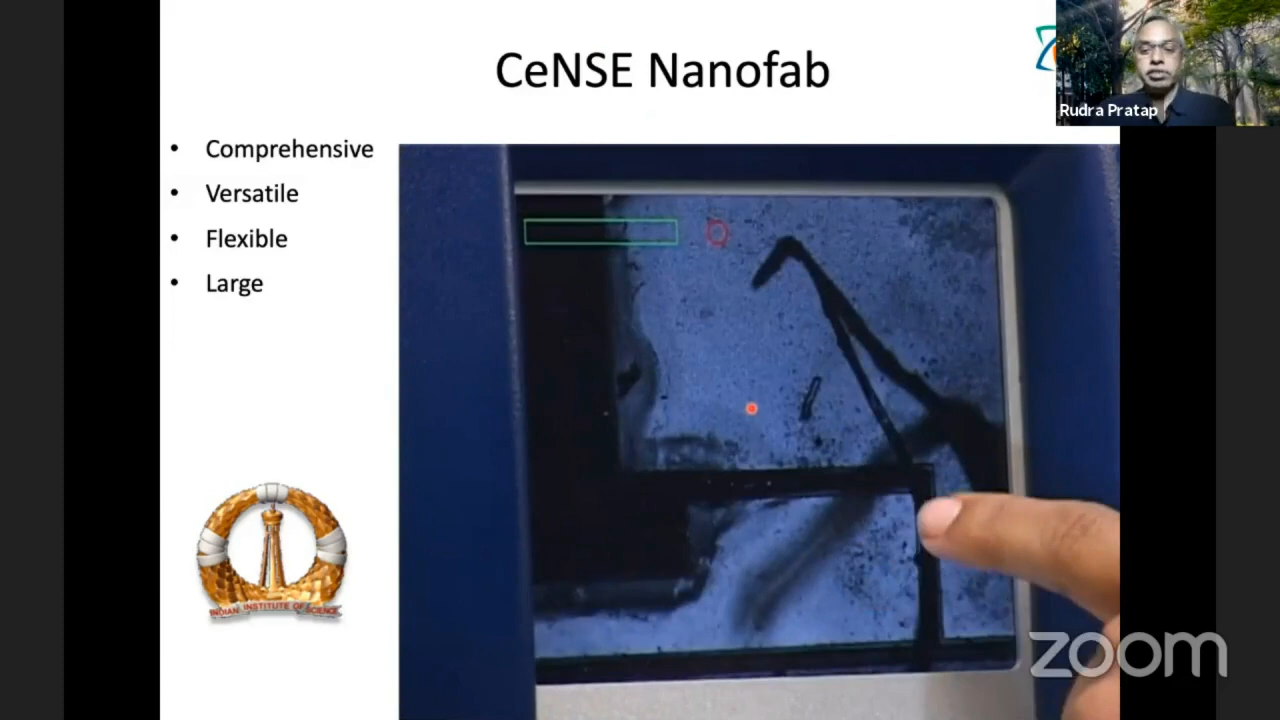 CeNSE Nanofab
Rudra Pratap
• Comprehensive
• Versatile
• Flexible
• Large
INDIAN INSTITUTE OF SCIENCE
zoom